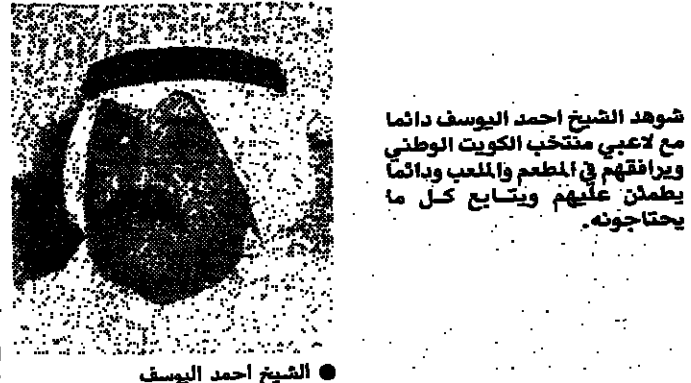 شوهد الشيخ احمد اليوسف دائما
مع لاعبي منتخب الكويت الوطني
ويرافقهم في المطعم والملعب ودائما
يطمئن عليهم ويتابع كل ما
يحتاجونه.
● الشيخ احمد اليوسف